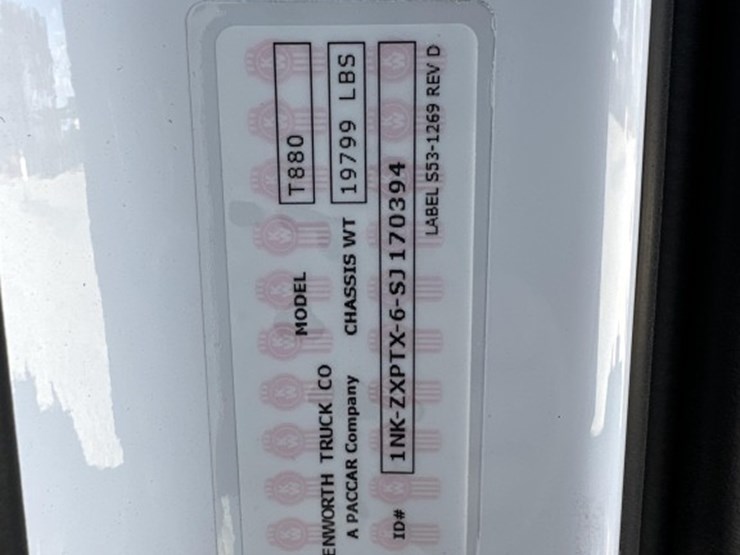 ENWORTH TRUCK CO MODEL T880
A PACCAR Company CHASSIS WT 19799 LBS
ID# 1NK-ZXPTX-6-SJ170394
LABEL S53-1269 REV D